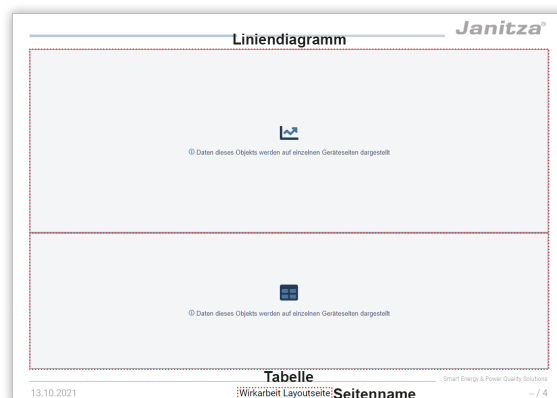 Janitza®
Liniendiagramm
Daten dieses Objekts werden auf einzelnen Geräteseiten dargestellt
Daten dieses Objekts werden auf einzelnen Geräteseiten dargestellt
Tabelle
Smart Energy & Power Quality Solutions
13.10.2021
Wirkarbeit Layoutseite
Seitenname
– / 4